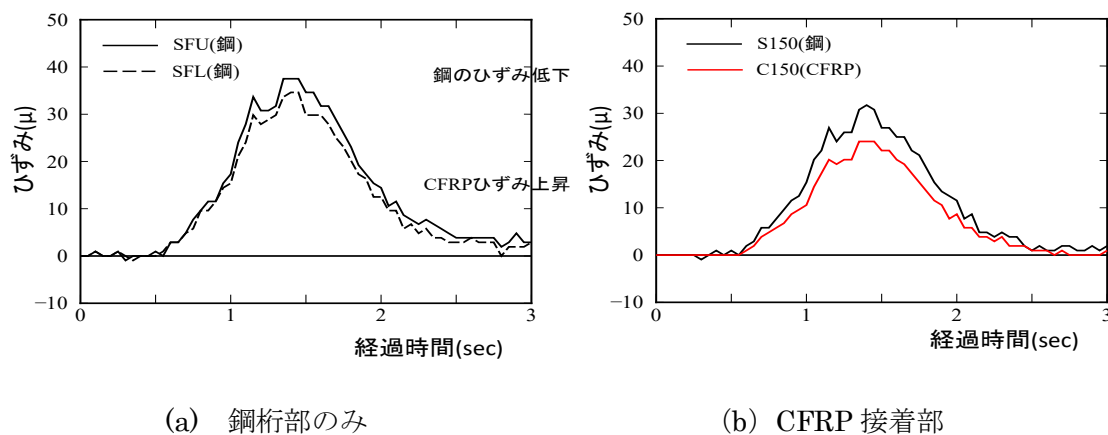 50
40
30
20
10
0
−10
ひずみ(μ)
SFU(鋼)
SFL(鋼)
鋼のひずみ低下
CFRPひずみ上昇
0 1 2 3
経過時間(sec)
(a) 鋼桁部のみ
50
40
30
20
10
0
−10
ひずみ(μ)
S150(鋼)
C150(CFRP)
0 1 2 3
経過時間(sec)
(b) CFRP 接着部